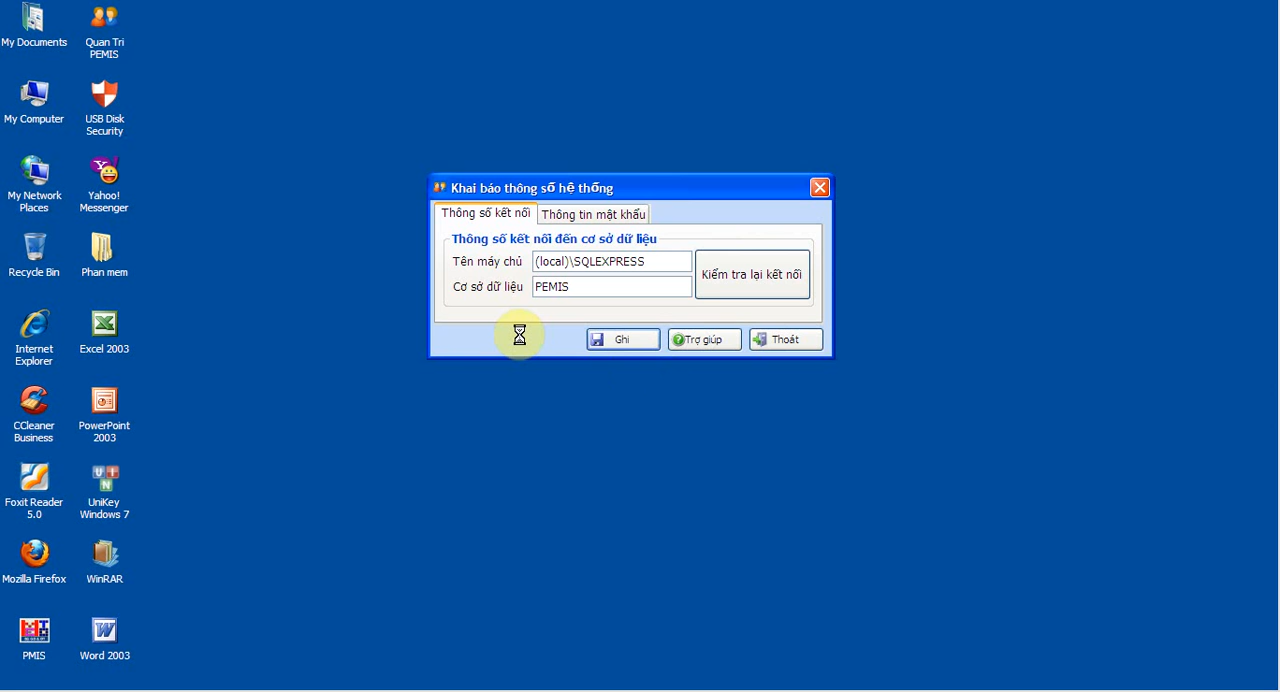 My Documents
Quan Tri
PEMIS
My Computer
USB Disk
Security
My Network
Places
Yahoo!
Messenger
Recycle Bin
Phan mem
Internet
Explorer
Excel 2003
CCleaner
Business
PowerPoint
2003
Foxit Reader
5.0
UniKey
Windows 7
Mozilla Firefox
WinRAR
PMIS
Word 2003
Khai báo thông số hệ thống
Thông số kết nối
Thông tin mật khẩu
Thông số kết nối đến cơ sở dữ liệu
Tên máy chủ
(local)\SQLEXPRESS
Cơ sở dữ liệu
PEMIS
Kiểm tra lại kết nối
Ghi
Trợ giúp
Thoát